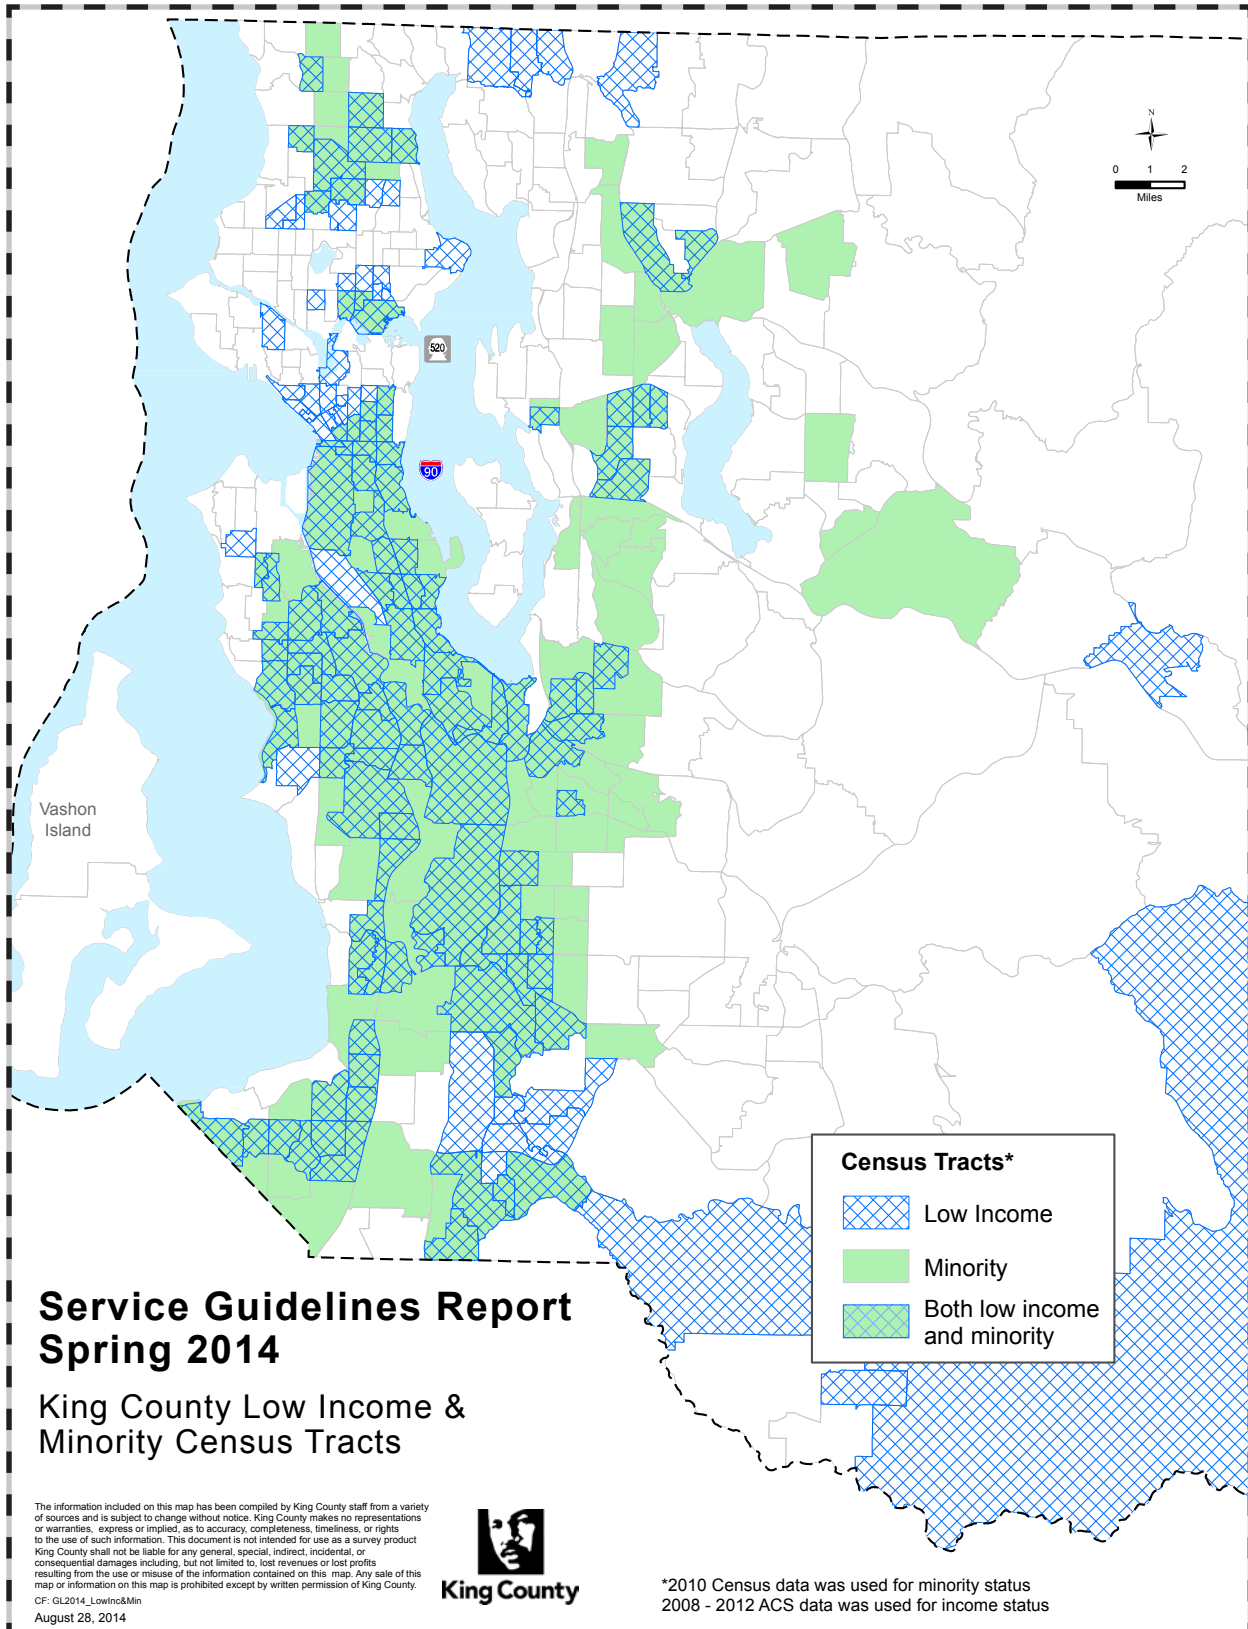 N
0 1 2
Miles
520
90
Vashon
Island
Census Tracts*
Low Income
Minority
Both low income
and minority
Service Guidelines Report
Spring 2014
King County Low Income &
Minority Census Tracts
The information included on this map has been compiled by King County staff from a variety
of sources and is subject to change without notice. King County makes no representations
or warranties, express or implied, as to accuracy, completeness, timeliness, or rights
to the use of such information. This document is not intended for use as a survey product
King County shall not be liable for any general, special, indirect, incidental, or
consequential damages including, but not limited to, lost revenues or lost profits
resulting from the use or misuse of the information contained on this map. Any sale of this
map or information on this map is prohibited except by written permission of King County.
CF: GL2014_LowInc&Min
August 28, 2014
King County
*2010 Census data was used for minority status
2008 - 2012 ACS data was used for income status